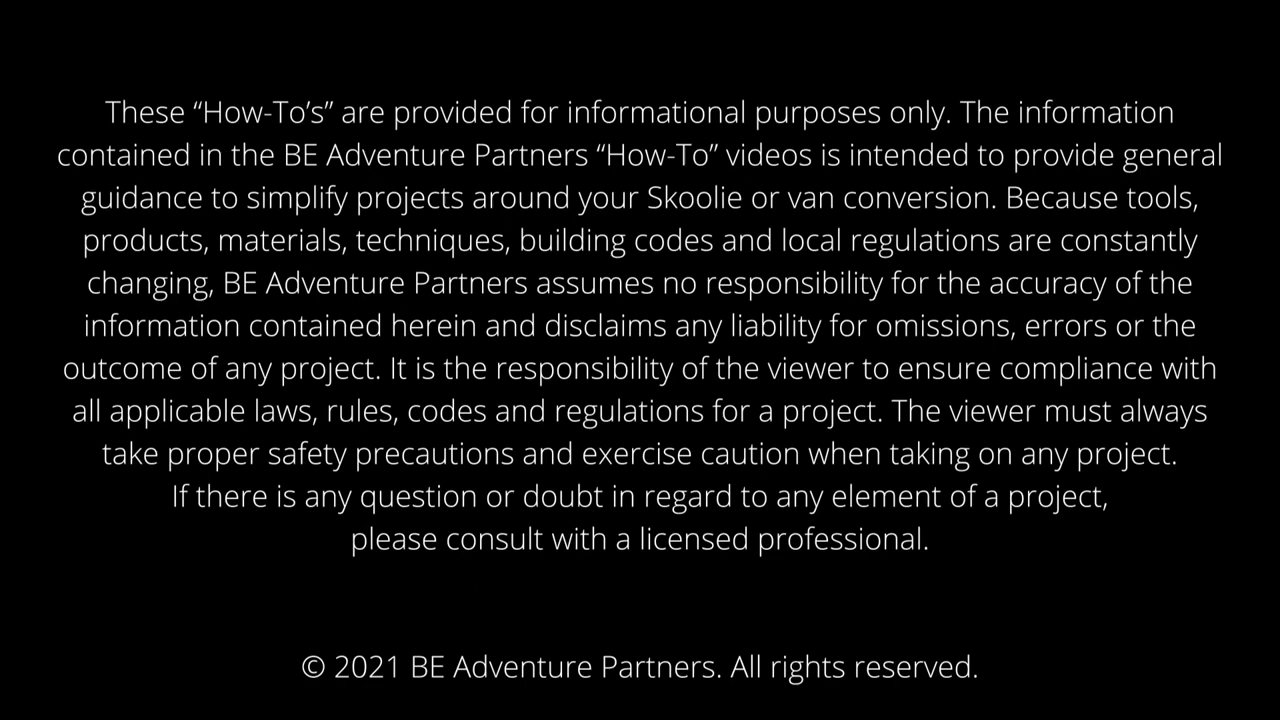 These “How-To’s” are provided for informational purposes only. The information
contained in the BE Adventure Partners “How-To” videos is intended to provide general
guidance to simplify projects around your Skoolie or van conversion. Because tools,
products, materials, techniques, building codes and local regulations are constantly
changing, BE Adventure Partners assumes no responsibility for the accuracy of the
information contained herein and disclaims any liability for omissions, errors or the
outcome of any project. It is the responsibility of the viewer to ensure compliance with
all applicable laws, rules, codes and regulations for a project. The viewer must always
take proper safety precautions and exercise caution when taking on any project.
If there is any question or doubt in regard to any element of a project,
please consult with a licensed professional.
© 2021 BE Adventure Partners. All rights reserved.